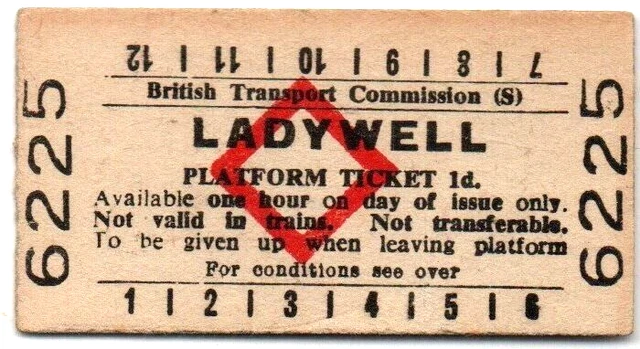 12 | 11 | 10 | 9 | 8 | 7
British Transport Commission (S)
LADYWELL
PLATFORM TICKET 1d.
Available one hour on day of issue only.
Not valid in trains. Not transferable.
To be given up when leaving platform
For conditions see over
1 | 2 | 3 | 4 | 5 | 6
6225
6225